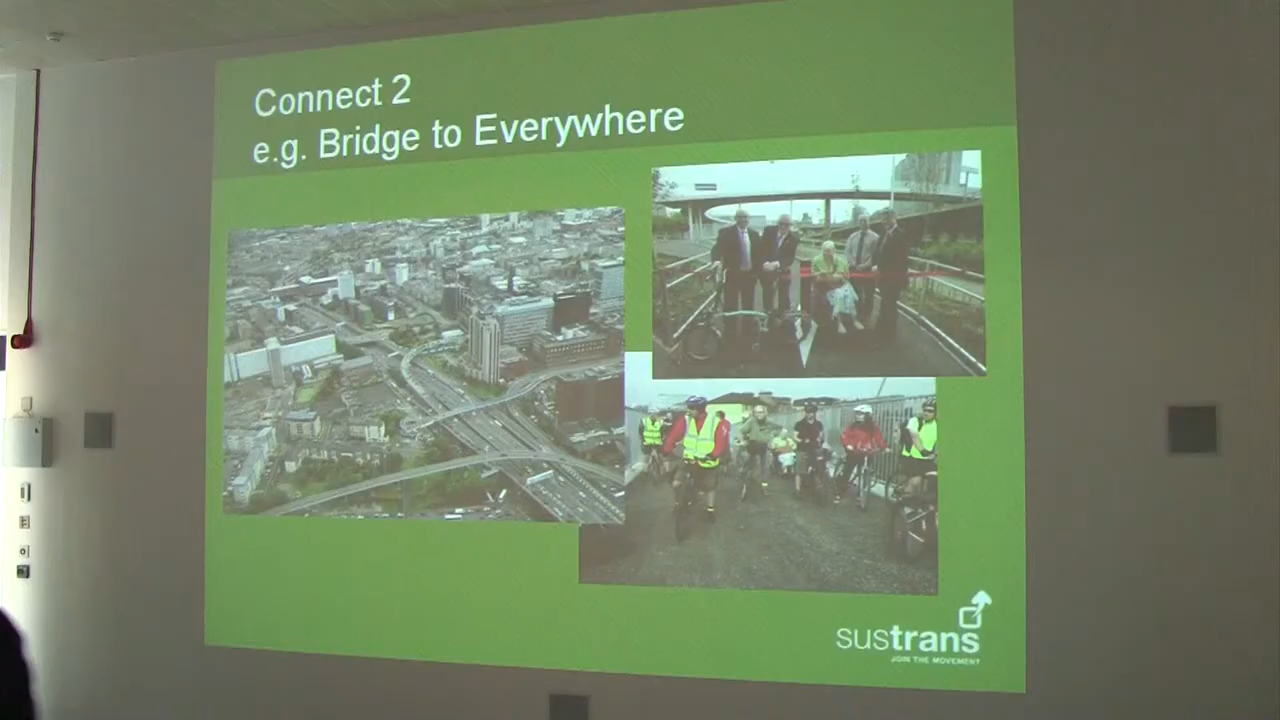 Connect 2
e.g. Bridge to Everywhere
sustrans
JOIN THE MOVEMENT